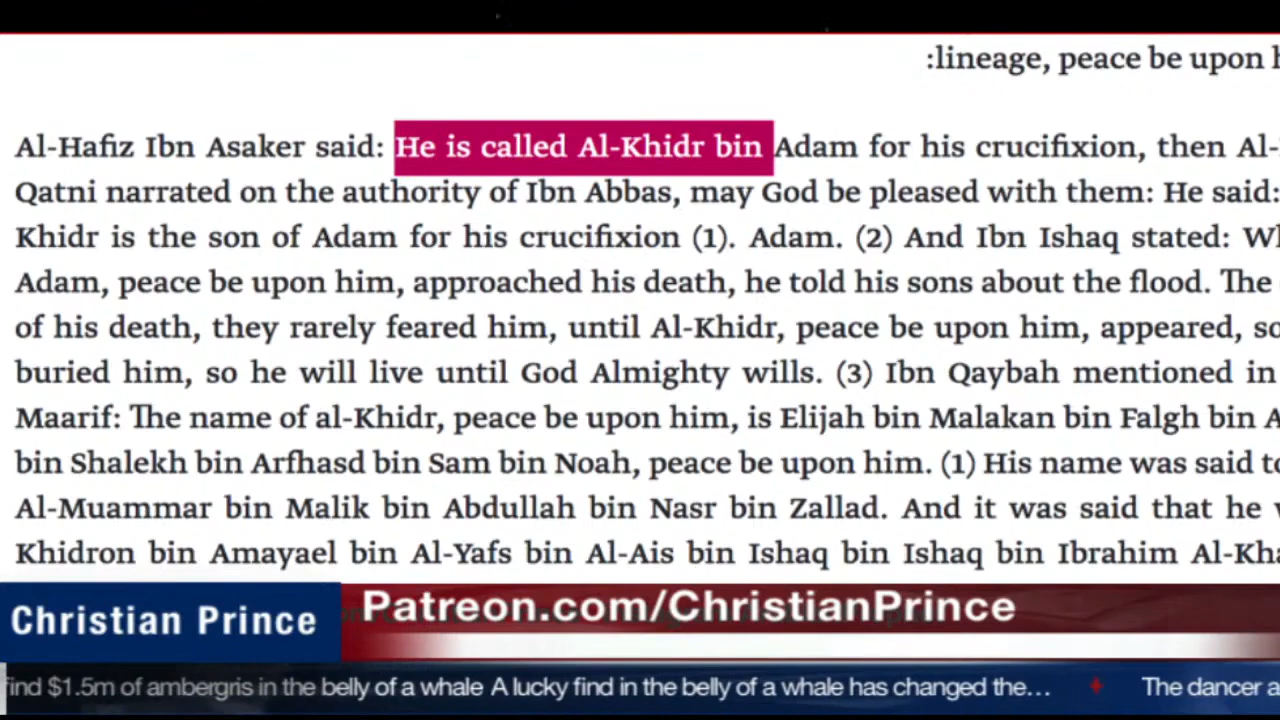 :lineage, peace be upon
Al-Hafiz Ibn Asaker said: He is called Al-Khidr bin Adam for his crucifixion, then Al-
Qatni narrated on the authority of Ibn Abbas, may God be pleased with them: He said:
Khidr is the son of Adam for his crucifixion (1). Adam. (2) And Ibn Ishaq stated:
Adam, peace be upon him, approached his death, he told his sons about the flood. The
of his death, they rarely feared him, until Al-Khidr, peace be upon him, appeared,
buried him, so he will live until God Almighty wills. (3) Ibn Qaybah mentioned in
Maarif: The name of al-Khidr, peace be upon him, is Elijah bin Malakan bin Falgh bin
bin Shalekh bin Arfhasd bin Sam bin Noah, peace be upon him. (1) His name was said
Al-Muammar bin Malik bin Abdullah bin Nasr bin Zallad. And it was said that he
Khidron bin Amayael bin Al-Yafs bin Al-Ais bin Ishaq bin Ishaq bin Ibrahim
Christian Prince
Patreon.com/ChristianPrince
find $1.5m of ambergris in the belly of a whale A lucky find in the belly of a whale has changed the... The dancer a